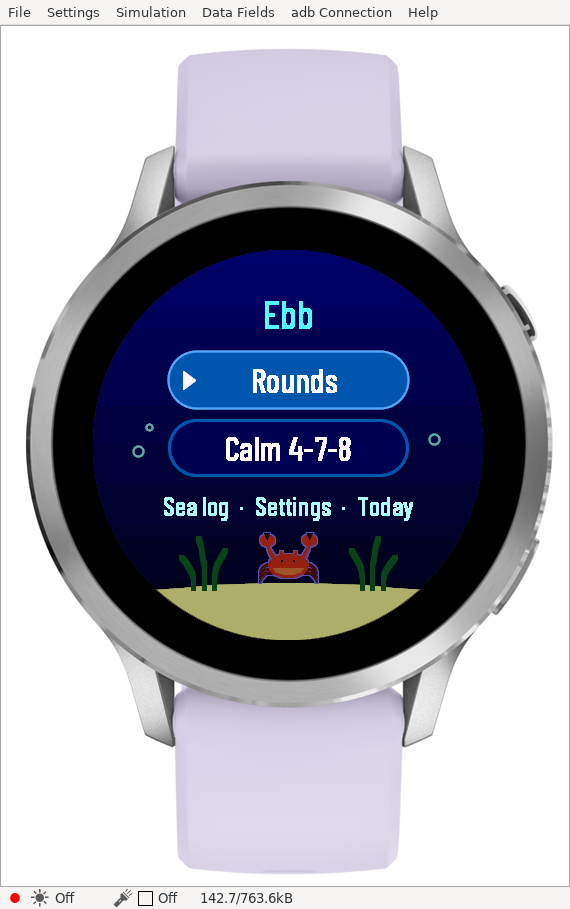 File Settings Simulation Data Fields adb Connection Help
Ebb
Rounds
Calm 4-7-8
Sea log · Settings · Today
Off Off 142.7/763.6kB